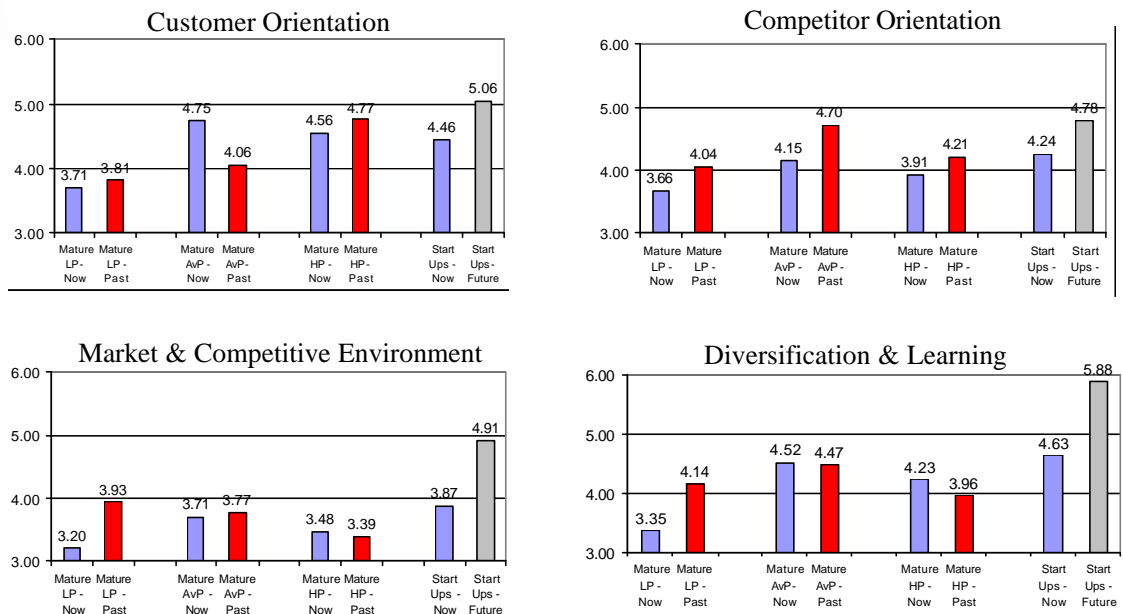 Customer Orientation
6.00
5.00
4.00
3.00
3.71
3.81
4.75
4.06
4.56
4.77
4.46
5.06
Mature LP - Now
Mature LP - Past
Mature AvP - Now
Mature AvP - Past
Mature HP - Now
Mature HP - Past
Start Ups - Now
Start Ups - Future
Competitor Orientation
6.00
5.00
4.00
3.00
3.66
4.04
4.15
4.70
3.91
4.21
4.24
4.78
Mature LP - Now
Mature LP - Past
Mature AvP - Now
Mature AvP - Past
Mature HP - Now
Mature HP - Past
Start Ups - Now
Start Ups - Future
Market & Competitive Environment
6.00
5.00
4.00
3.00
3.20
3.93
3.71
3.77
3.48
3.39
3.87
4.91
Mature LP - Now
Mature LP - Past
Mature AvP - Now
Mature AvP - Past
Mature HP - Now
Mature HP - Past
Start Ups - Now
Start Ups - Future
Diversification & Learning
6.00
5.00
4.00
3.00
3.35
4.14
4.52
4.47
4.23
3.96
4.63
5.88
Mature LP - Now
Mature LP - Past
Mature AvP - Now
Mature AvP - Past
Mature HP - Now
Mature HP - Past
Start Ups - Now
Start Ups - Future